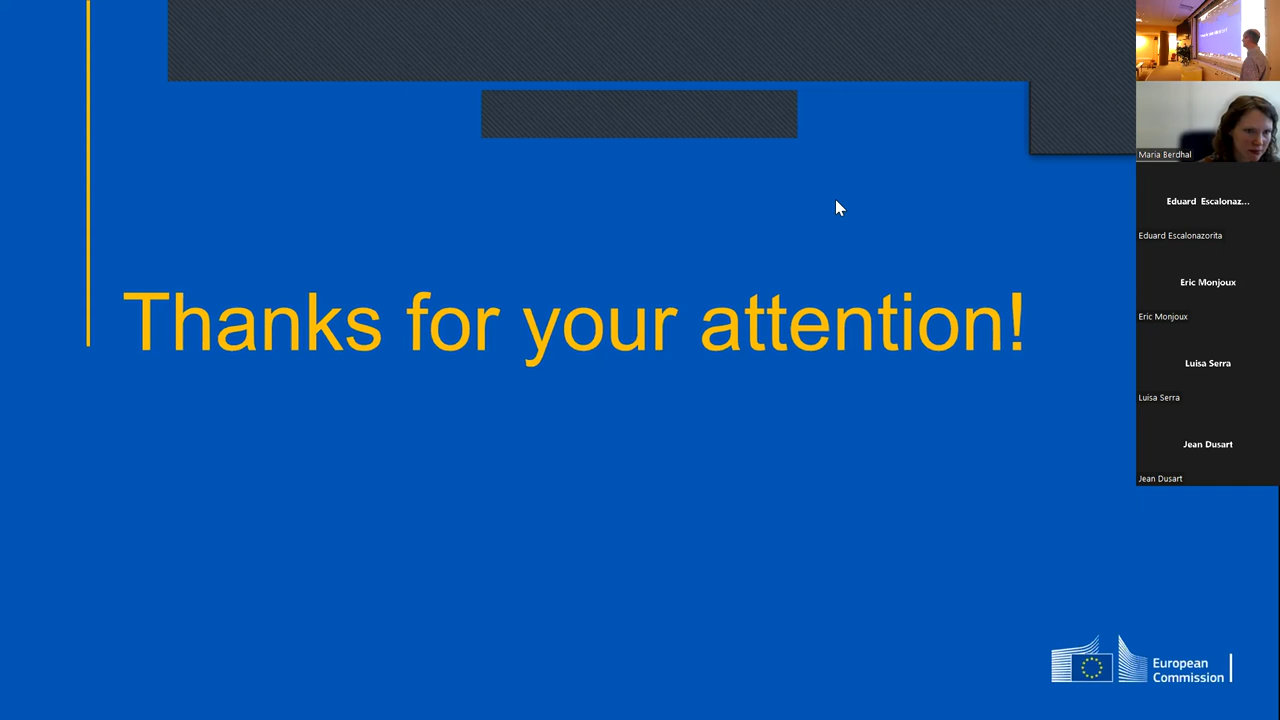 Thanks for your attention!
Maria Berdhal
Eduard Escalonaz...
Eduard Escalonazorita
Eric Monjoux
Eric Monjoux
Luisa Serra
Luisa Serra
Jean Dusart
Jean Dusart
European
Commission